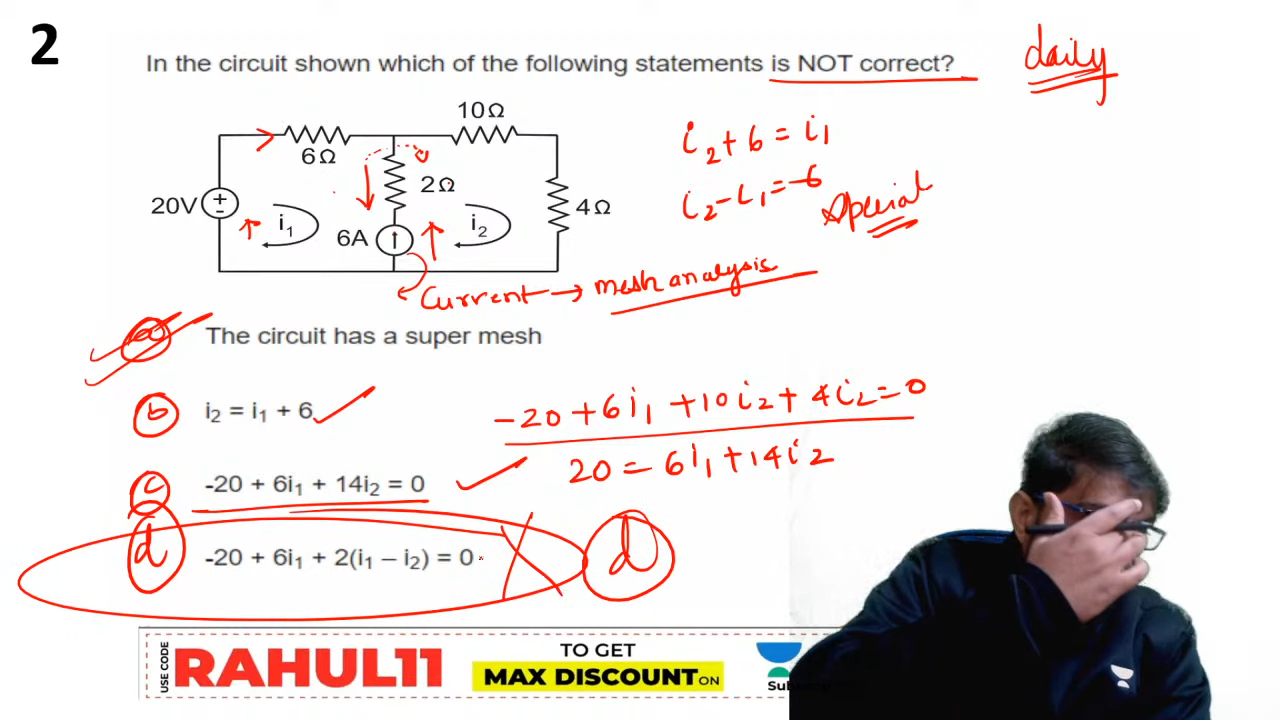 2
In the circuit shown which of the following statements is NOT correct?
daily
10Ω
6Ω
2Ω
20V
i₁
i₂
4Ω
6A
i₂ + 6 = i₁
i₂ - i₁ = -6
Special
Current → mesh analysis
a The circuit has a super mesh
b i₂ = i₁ + 6
-20 + 6i₁ + 10i₂ + 4i₂ = 0
20 = 6i₁ + 14i₂
c -20 + 6i₁ + 14i₂ = 0
d -20 + 6i₁ + 2(i₁ – i₂) = 0
d
USE CODE
RAHUL11
TO GET
MAX DISCOUNT ON